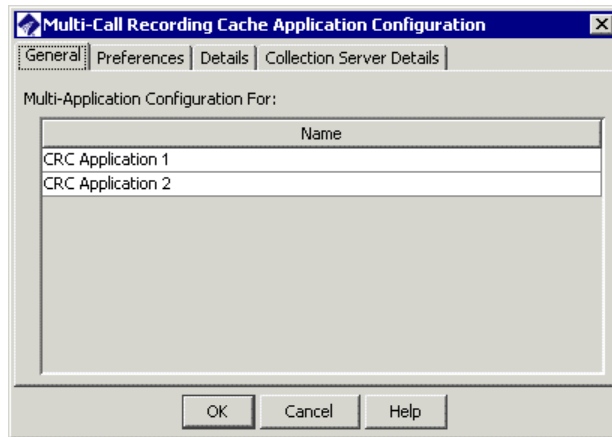 Multi-Call Recording Cache Application Configuration
General Preferences Details Collection Server Details
Multi-Application Configuration For:
Name
CRC Application 1
CRC Application 2
OK Cancel Help